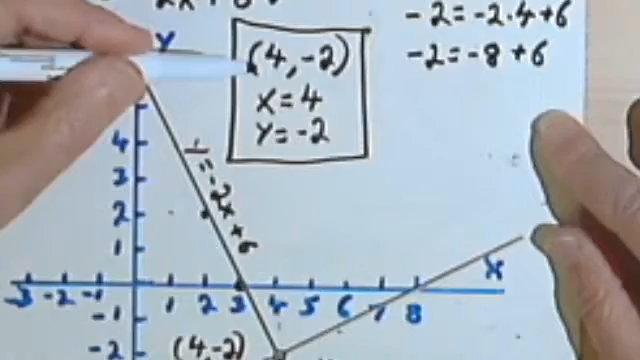 -2=-2·4+6
(4,-2)
-2=-8+6
X=4
Y=-2
Y
4
3
2
1
Y=-2x+6
-3 -2 -1 1 2 3 4 5 6 7 8 X
-1
(4,-2)
-2